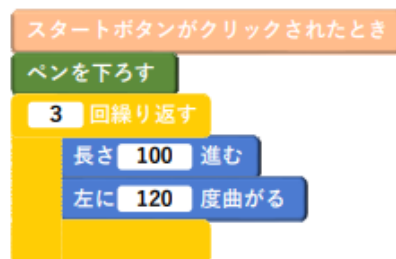 スタートボタンがクリックされたとき
ペンを下ろす
3 回繰り返す
長さ 100 進む
左に 120 度曲がる